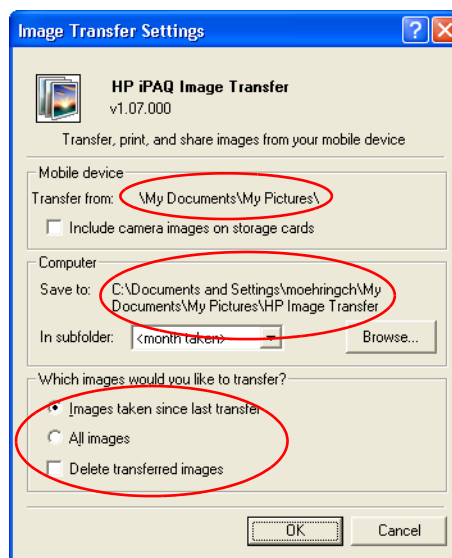 Image Transfer Settings
HP iPAQ Image Transfer
v1.07.000
Transfer, print, and share images from your mobile device
Mobile device
Transfer from: \My Documents\My Pictures\
Include camera images on storage cards
Computer
Save to: C:\Documents and Settings\moehringch\My
Documents\My Pictures\HP Image Transfer
In subfolder: <month taken> Browse...
Which images would you like to transfer?
Images taken since last transfer
All images
Delete transferred images
OK Cancel